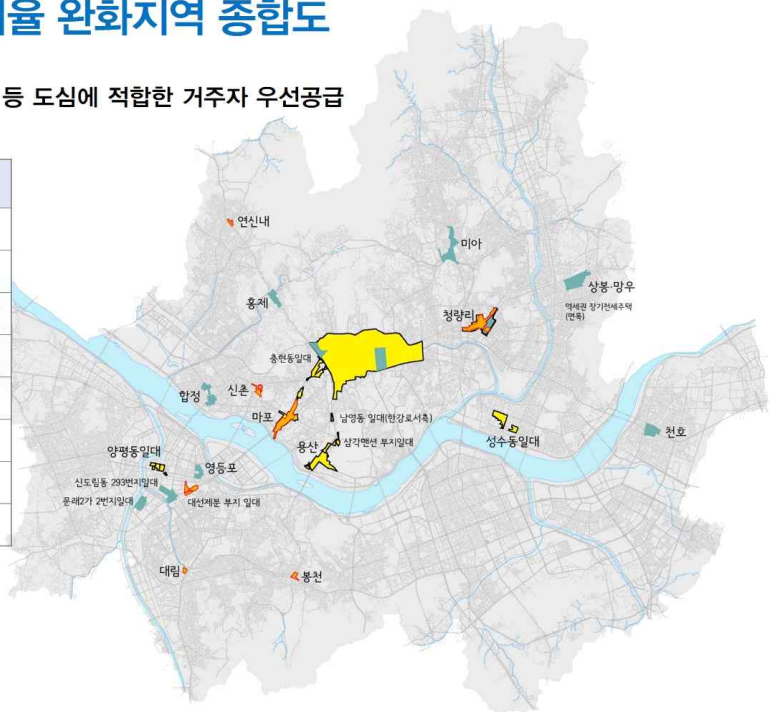 율 완화지역 종합도
등 도심에 적합한 거주자 우선공급
연신내
미아
홍제
상봉·망우
역세권 장기전세주택
(면목)
청량리
충현동일대
합정
신촌
마포
남영동 일대(한강로서측)
삼각맨션 부지일대
용산
성수동일대
천호
양평동일대
영등포
신도림동 293번지일대
문래2가 2번지일대
대선제분 부지 일대
대림
봉천